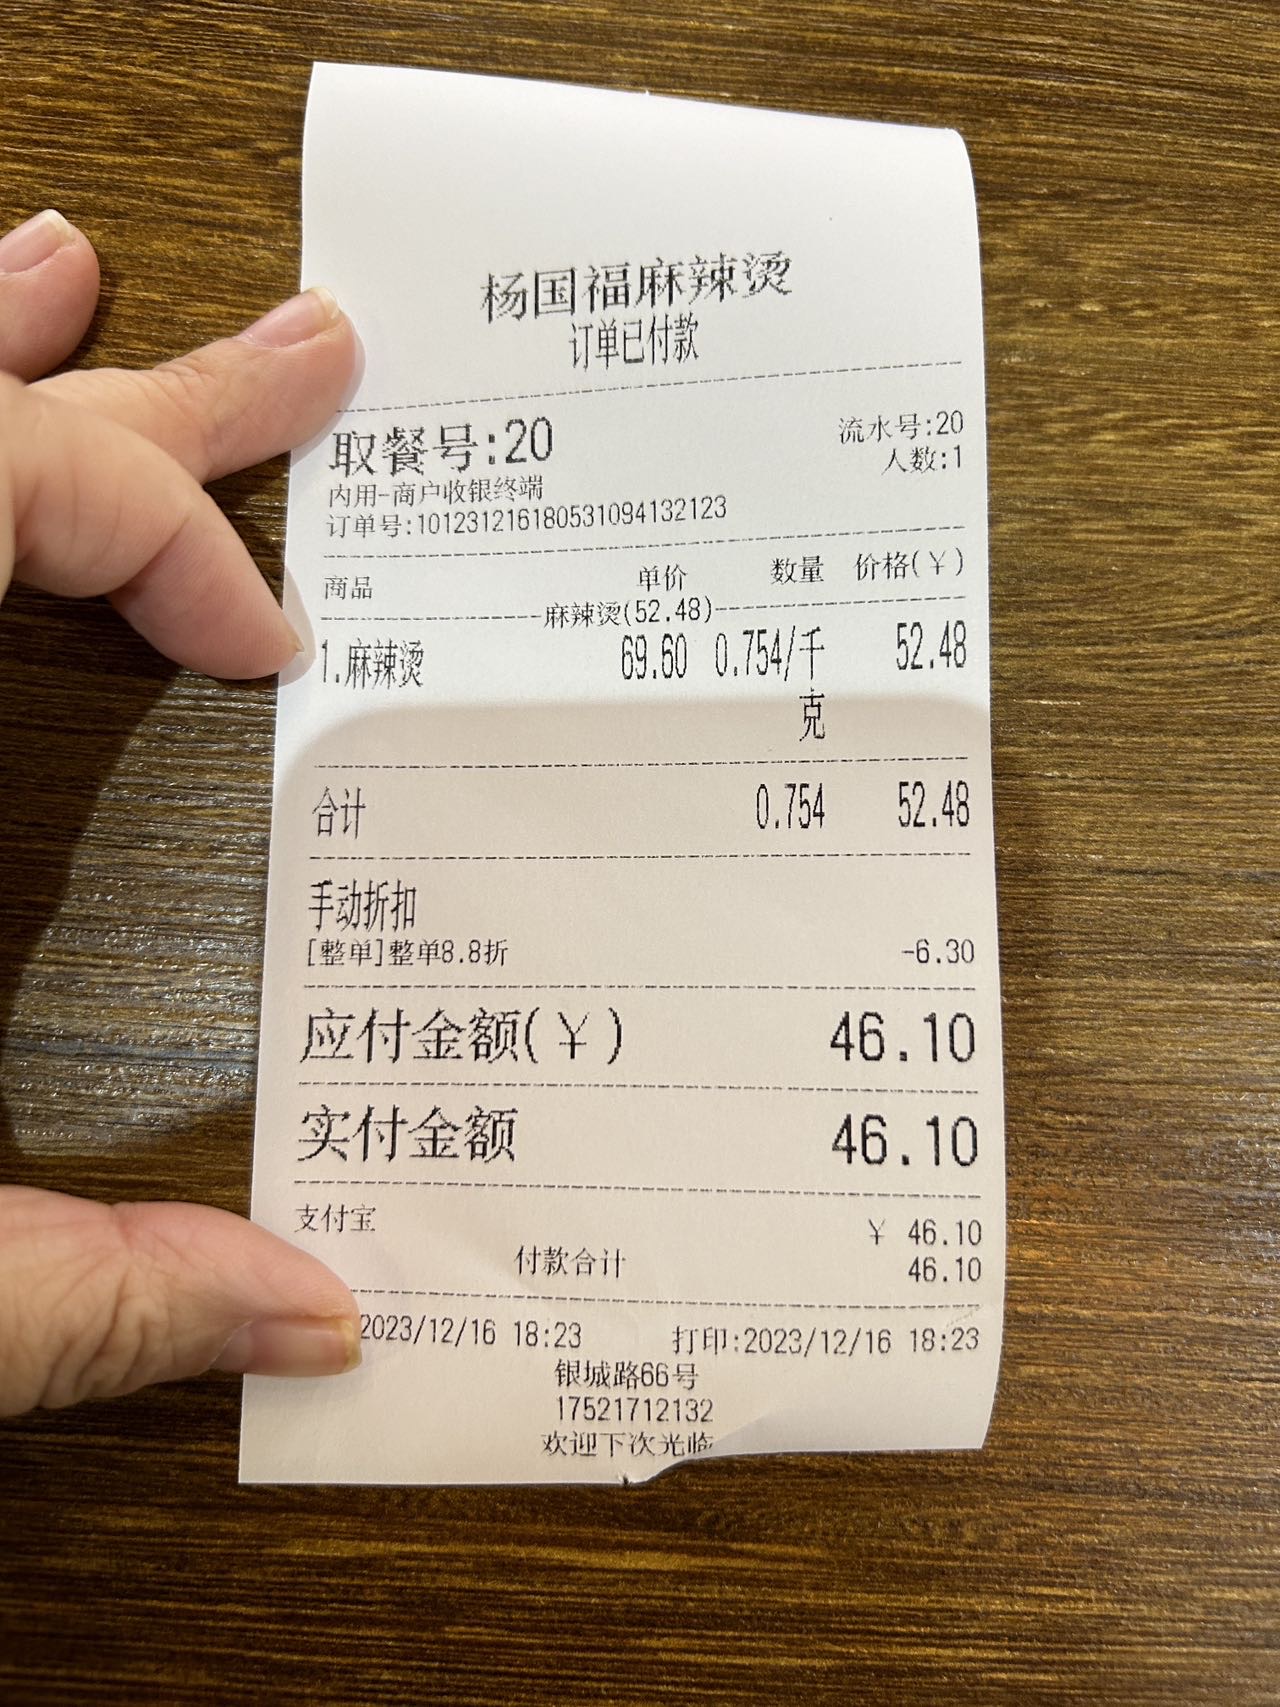 杨国福麻辣烫
订单已付款
取餐号:20
流水号:20
人数:1
内用-商户收银终端
订单号:1012312161805310941​32123
商品 单价 数量 价格(¥)
麻辣烫(52.48)
1.麻辣烫 69.60 0.754/千克 52.48
合计 0.754 52.48
手动折扣
[整单]整单8.8折 -6.30
应付金额(¥) 46.10
实付金额 46.10
支付宝 ¥ 46.10
付款合计 46.10
2023/12/16 18:23 打印:2023/12/16 18:23
银城路66号
17521712132
欢迎下次光临